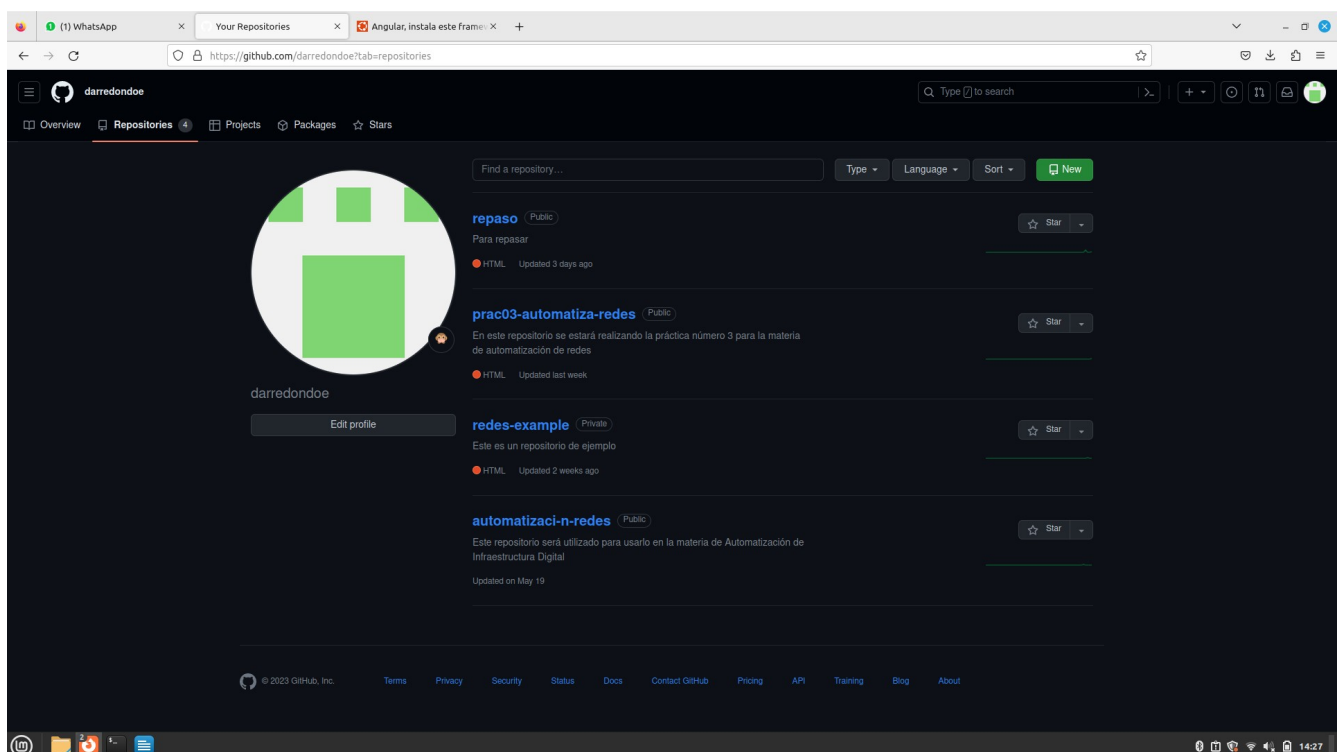 (1) WhatsApp
Your Repositories
Angular, instala este framew
https://github.com/darredondoe?tab=repositories
darredondoe
Type / to search
Overview
Repositories 4
Projects
Packages
Stars
Find a repository...
Type
Language
Sort
New
repaso Public
Star
Para repasar
HTML Updated 3 days ago
prac03-automatiza-redes Public
Star
En este repositorio se estará realizando la práctica número 3 para la materia
de automatización de redes
HTML Updated last week
darredondoe
Edit profile
redes-example Private
Star
Este es un repositorio de ejemplo
HTML Updated 2 weeks ago
automatizaci-n-redes Public
Star
Este repositorio será utilizado para usarlo en la materia de Automatización de
Infraestructura Digital
Updated on May 19
© 2023 GitHub, Inc.
Terms
Privacy
Security
Status
Docs
Contact GitHub
Pricing
API
Training
Blog
About
2
14:27